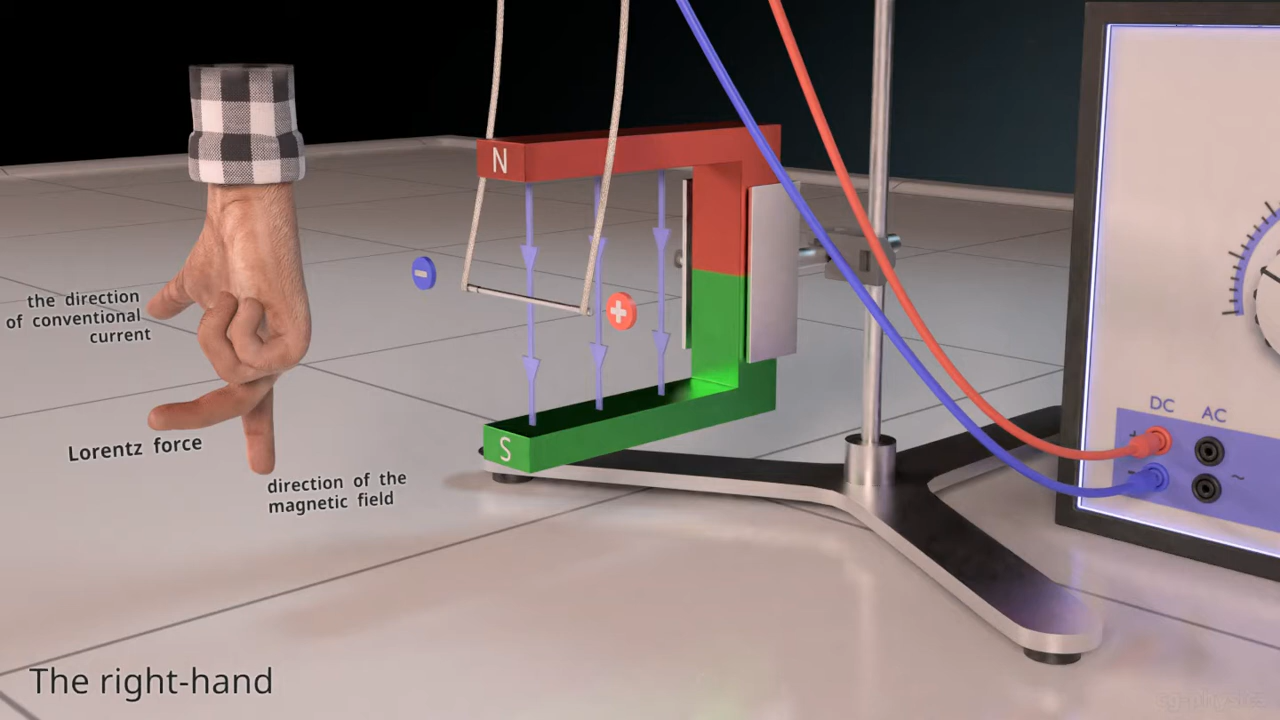 N
the direction
of conventional
current
Lorentz force
S
direction of the
magnetic field
DC AC
+
-
~
The right-hand